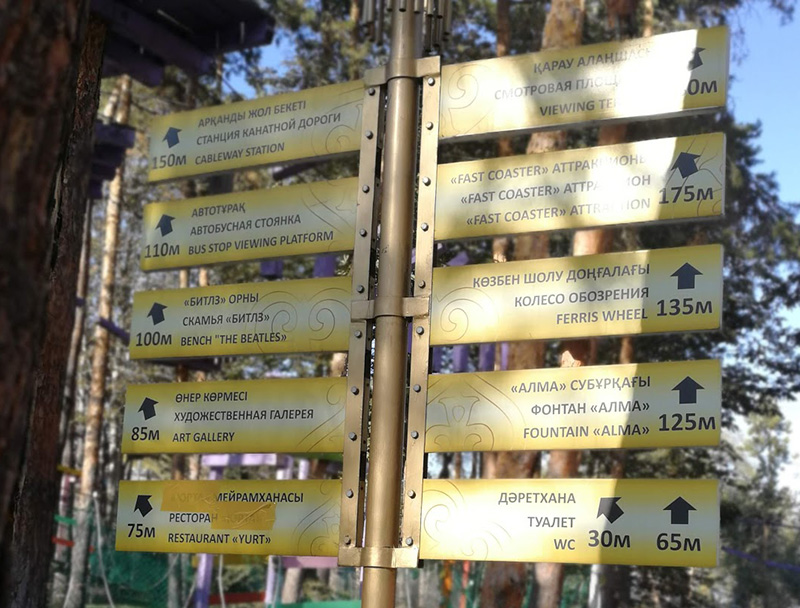 АРҚАНДЫ ЖОЛ БЕКЕТІ
СТАНЦИЯ КАНАТНОЙ ДОРОГИ
CABLEWAY STATION
150м
АВТОТҰРАҚ
АВТОБУСНАЯ СТОЯНКА
BUS STOP VIEWING PLATFORM
110м
«БИТЛЗ» ОРНЫ
СКАМЬЯ «БИТЛЗ»
BENCH "THE BEATLES»
100м
ӨНЕР КӨРМЕСІ
ХУДОЖЕСТВЕННАЯ ГАЛЕРЕЯ
ART GALLERY
85м
МЕЙРАМХАНАСЫ
РЕСТОРАН
RESTAURANT «YURT»
75м
ҚАРАУ АЛАҢШАСЫ
СМОТРОВАЯ
VIEWING
«FAST COASTER» АТТРАКЦИОНЫ
«FAST COASTER» АТТРАКЦИОН
«FAST COASTER» ATTRACTION
175м
КӨЗБЕН ШОЛУ ДОҢҒАЛАҒЫ
КОЛЕСО ОБОЗРЕНИЯ
FERRIS WHEEL
135м
«АЛМА» СУБҰРҚАҒЫ
ФОНТАН «АЛМА»
FOUNTAIN «ALMA»
125м
ДӘРЕТХАНА
ТУАЛЕТ
WC
30м 65м